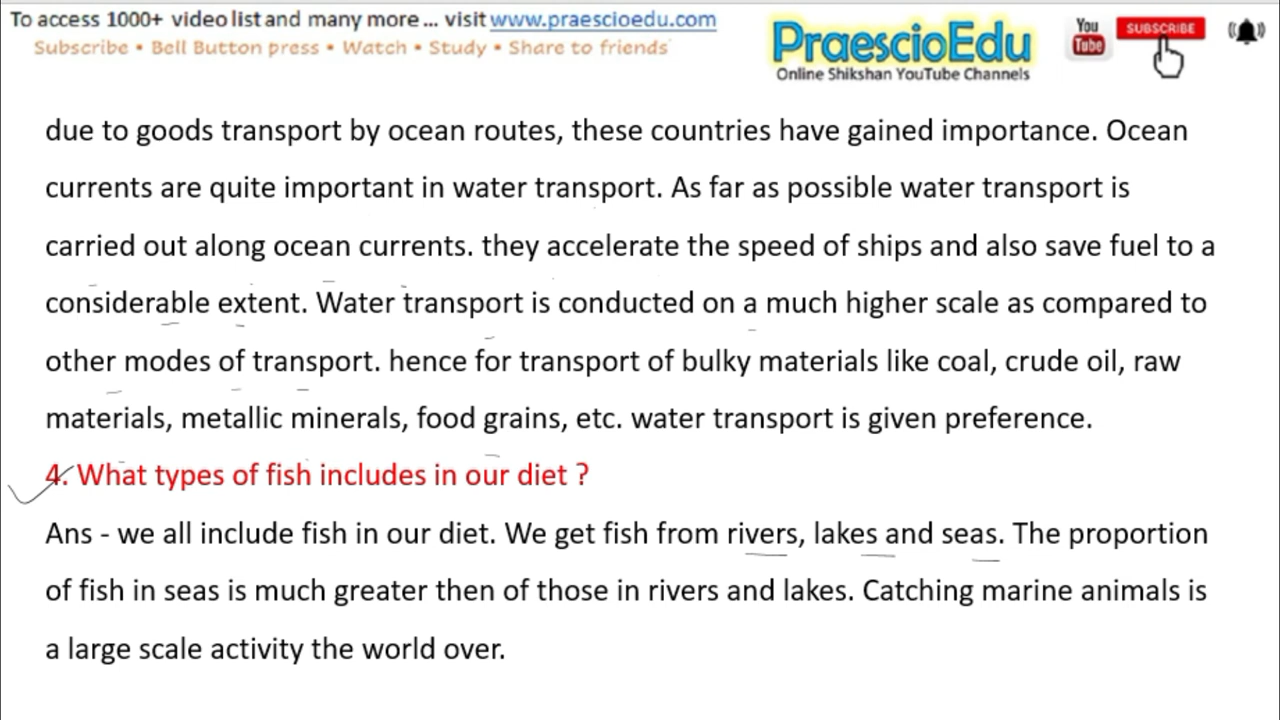 To access 1000+ video list and many more ... visit www.praescioedu.com
Subscribe • Bell Button press • Watch • Study • Share to friends
PraescioEdu
Online Shikshan YouTube Channels
You
Tube
SUBSCRIBE
due to goods transport by ocean routes, these countries have gained importance. Ocean
currents are quite important in water transport. As far as possible water transport is
carried out along ocean currents. they accelerate the speed of ships and also save fuel to a
considerable extent. Water transport is conducted on a much higher scale as compared to
other modes of transport. hence for transport of bulky materials like coal, crude oil, raw
materials, metallic minerals, food grains, etc. water transport is given preference.
4. What types of fish includes in our diet ?
Ans - we all include fish in our diet. We get fish from rivers, lakes and seas. The proportion
of fish in seas is much greater then of those in rivers and lakes. Catching marine animals is
a large scale activity the world over.